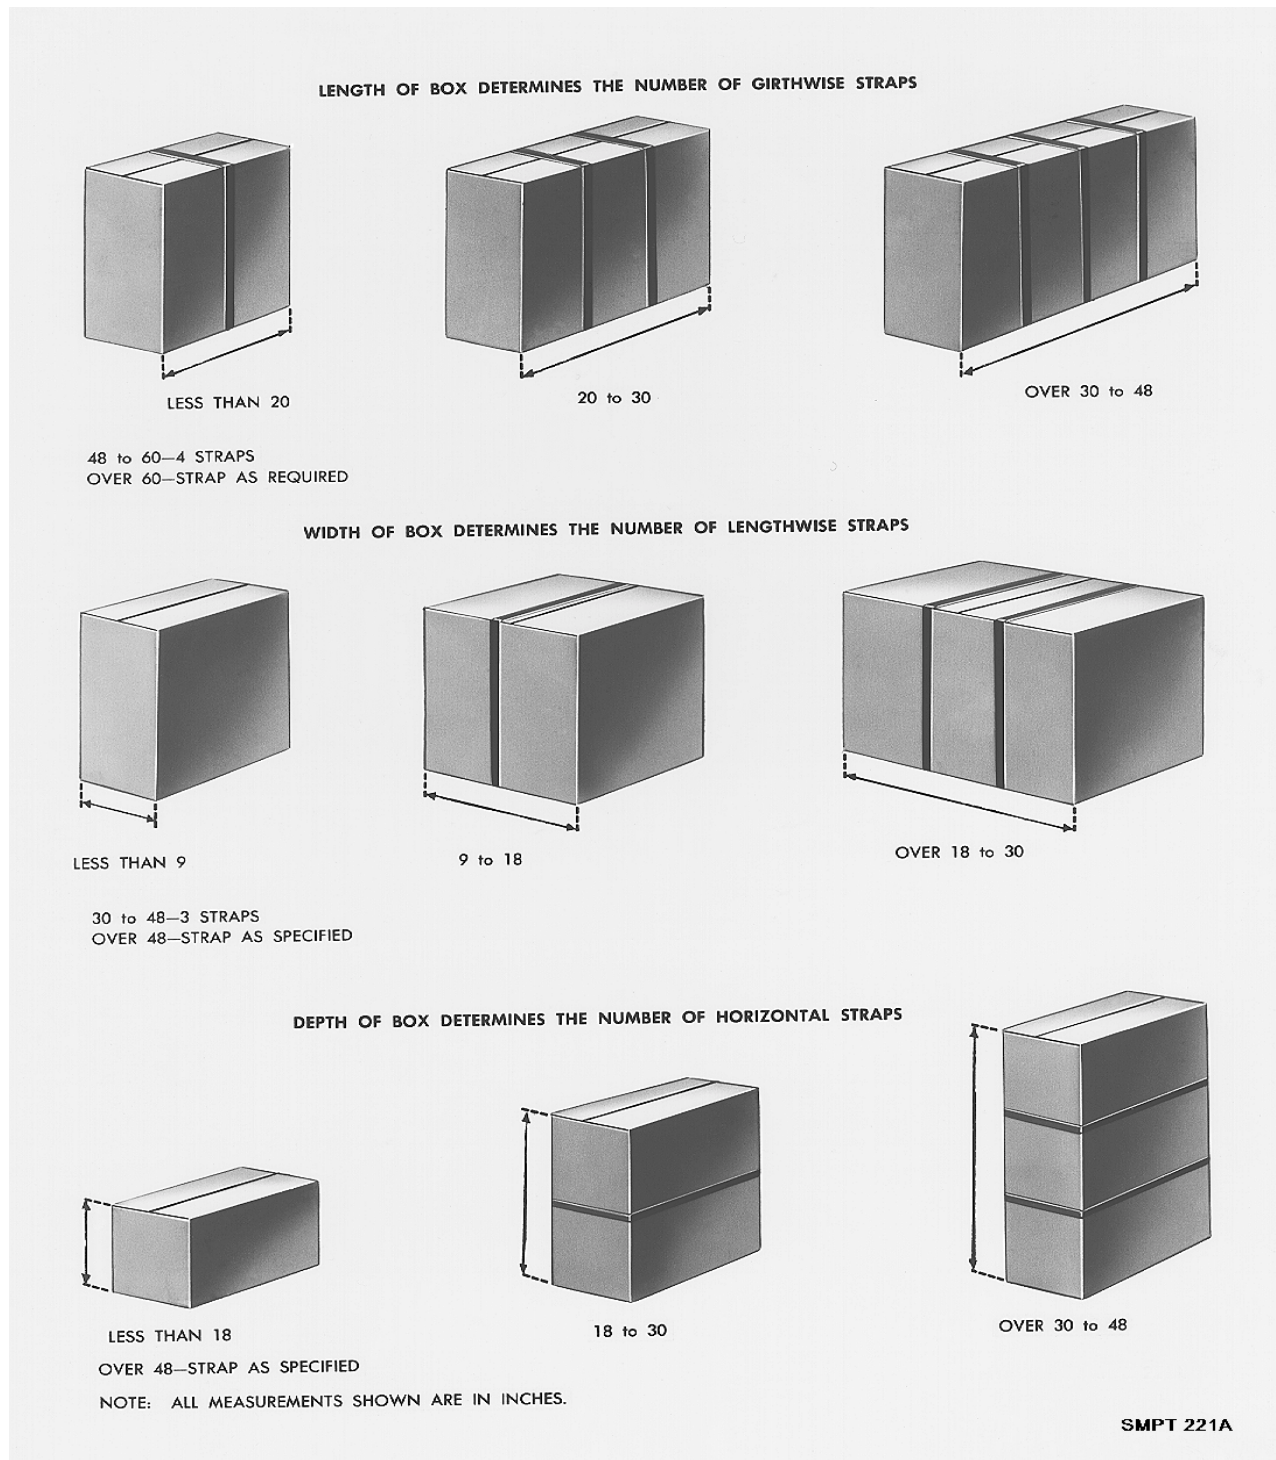 LENGTH OF BOX DETERMINES THE NUMBER OF GIRTHWISE STRAPS
LESS THAN 20
20 to 30
OVER 30 to 48
48 to 60—4 STRAPS
OVER 60—STRAP AS REQUIRED
WIDTH OF BOX DETERMINES THE NUMBER OF LENGTHWISE STRAPS
LESS THAN 9
9 to 18
OVER 18 to 30
30 to 48—3 STRAPS
OVER 48—STRAP AS SPECIFIED
DEPTH OF BOX DETERMINES THE NUMBER OF HORIZONTAL STRAPS
LESS THAN 18
18 to 30
OVER 30 to 48
OVER 48—STRAP AS SPECIFIED
NOTE: ALL MEASUREMENTS SHOWN ARE IN INCHES.
SMPT 221A